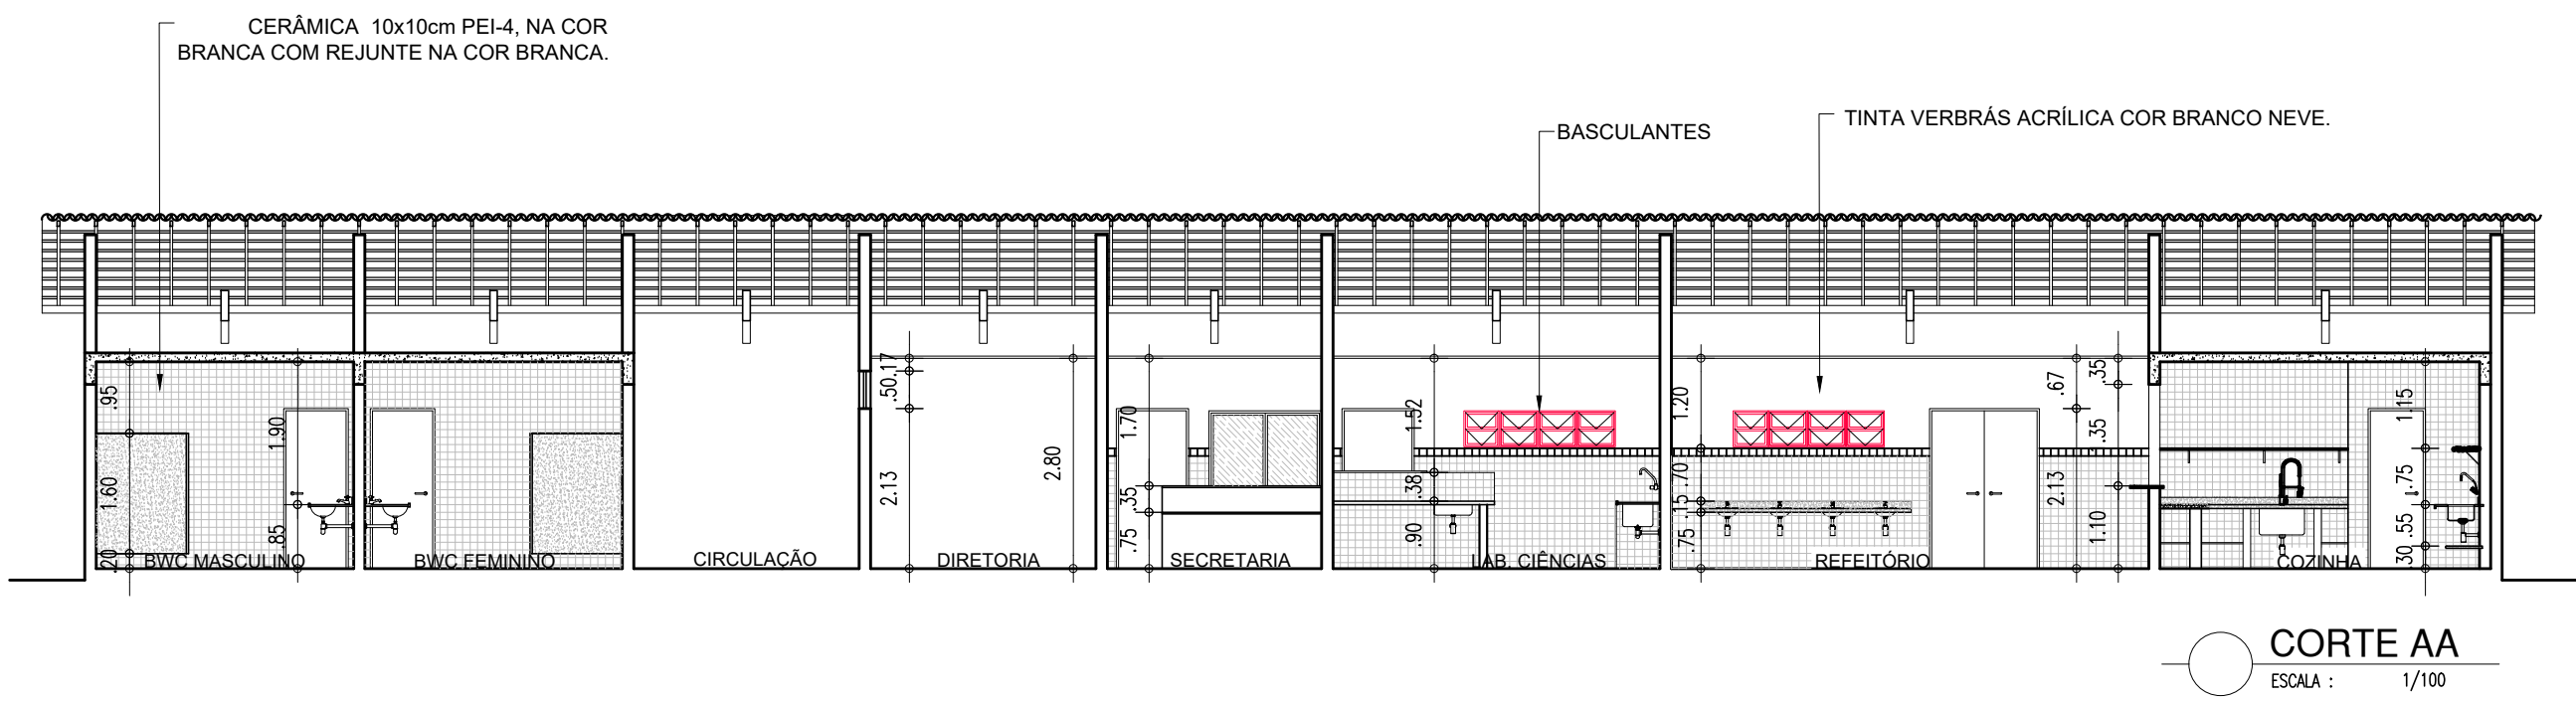 CERÂMICA 10x10cm PEI-4, NA COR
BRANCA COM REJUNTE NA COR BRANCA.
BASCULANTES
TINTA VERBRÁS ACRÍLICA COR BRANCO NEVE.
.95
1.60
.20
1.90
.85
BWC MASCULINO
BWC FEMININO
CIRCULAÇÃO
.17
.50
2.13
2.80
DIRETORIA
1.70
.35
.75
SECRETARIA
1.52
.38
.90
LAB. CIÊNCIAS
1.20
.70
.15
.75
REFEITÓRIO
.67
2.13
.35
.35
1.10
1.15
.75
.55
.30
COZINHA
CORTE AA
ESCALA : 1/100